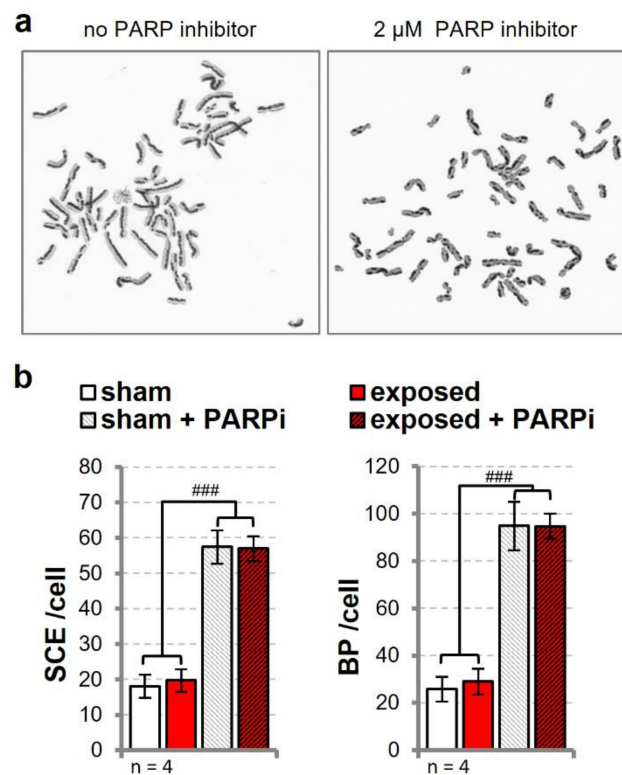 a
no PARP inhibitor
2 µM  PARP inhibitor
b
sham
sham + PARPi
exposed
exposed + PARPi
80
70
60
50
40
30
20
10
0
SCE /cell
###
n = 4
120
100
80
60
40
20
0
BP /cell
###
n = 4